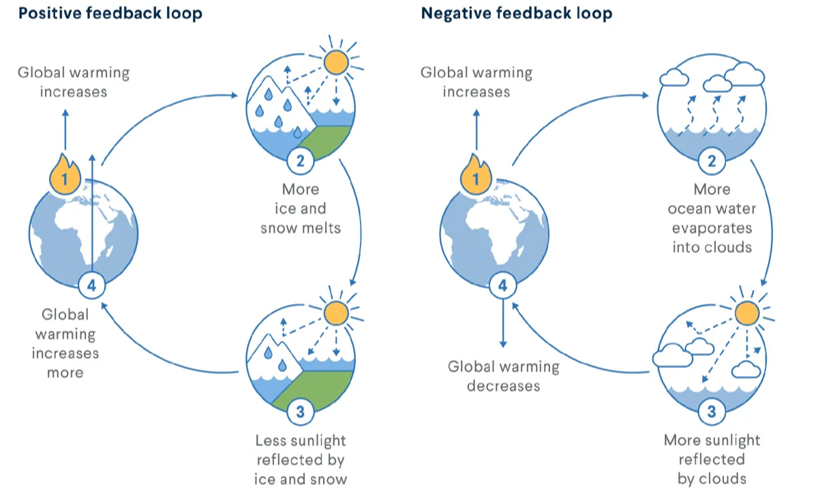 Positive feedback loop
Global warming
increases
1
2
More
ice and
snow melts
4
Global
warming
increases
more
3
Less sunlight
reflected by
ice and snow
Negative feedback loop
Global warming
increases
1
2
More
ocean water
evaporates
into clouds
4
Global warming
decreases
3
More sunlight
reflected
by clouds